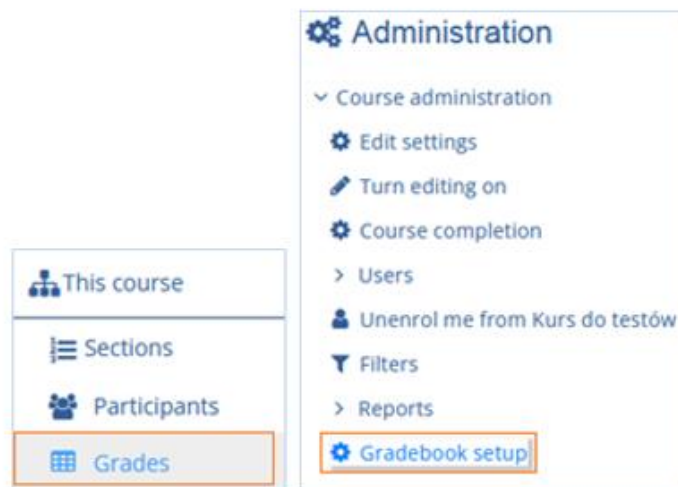 This course
Sections
Participants
Grades
Administration
Course administration
Edit settings
Turn editing on
Course completion
Users
Unenrol me from Kurs do testów
Filters
Reports
Gradebook setup